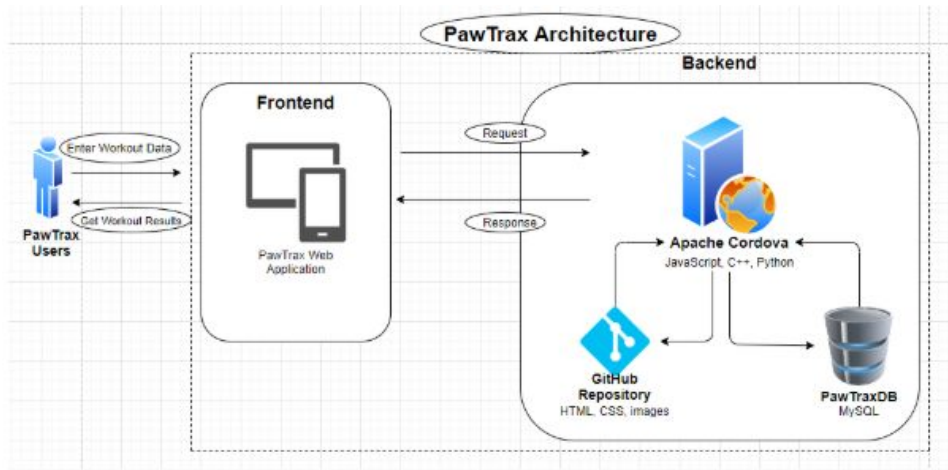 PawTrax Architecture
Backend
Frontend
Request
Enter Workout Data
Get Workout Results
Response
PawTrax
Users
PawTrax Web
Application
Apache Cordova
JavaScript, C++, Python
GitHub
Repository
HTML, CSS, images
PawTraxDB
MySQL